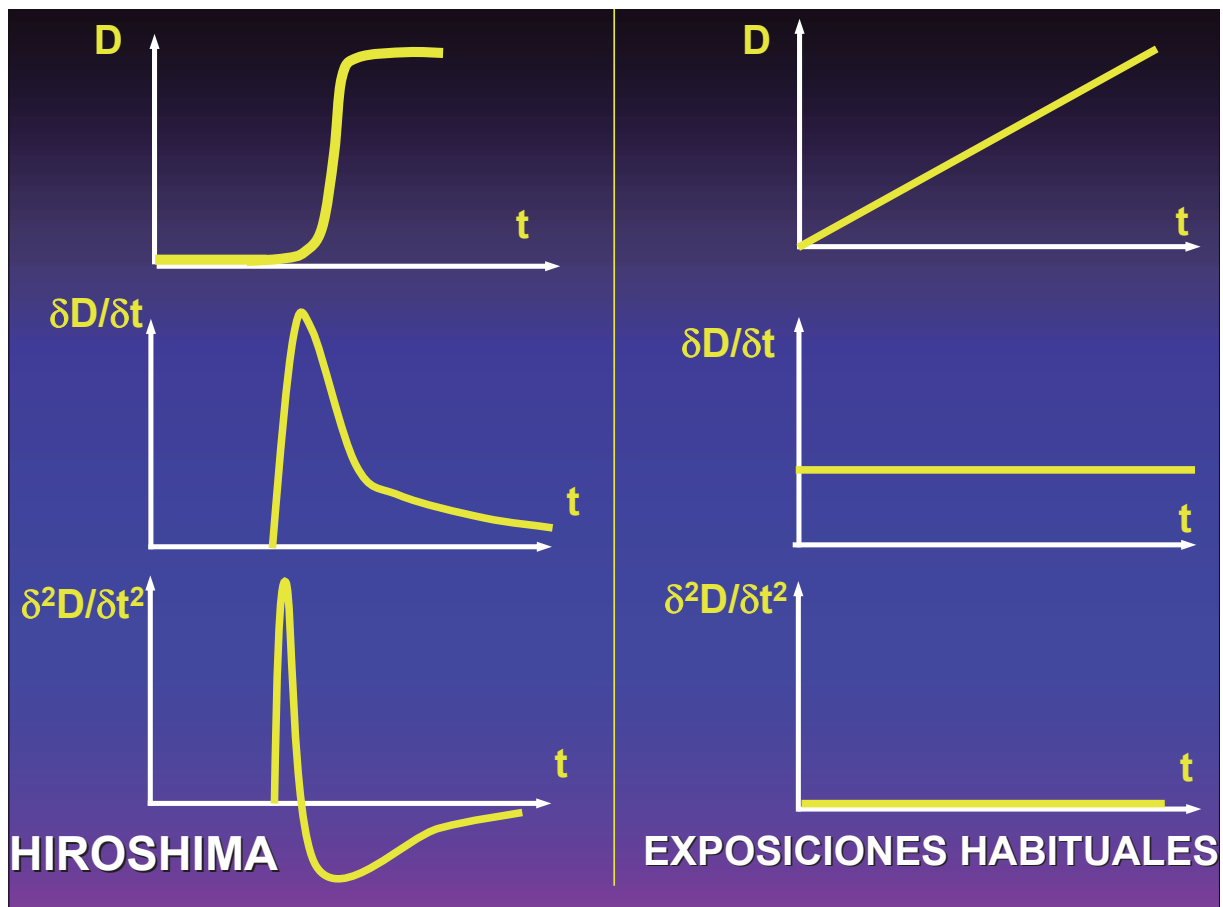 D
t
δD/δt
t
δ²D/δt²
t
HIROSHIMA
D
t
δD/δt
t
δ²D/δt²
t
EXPOSICIONES HABITUALES